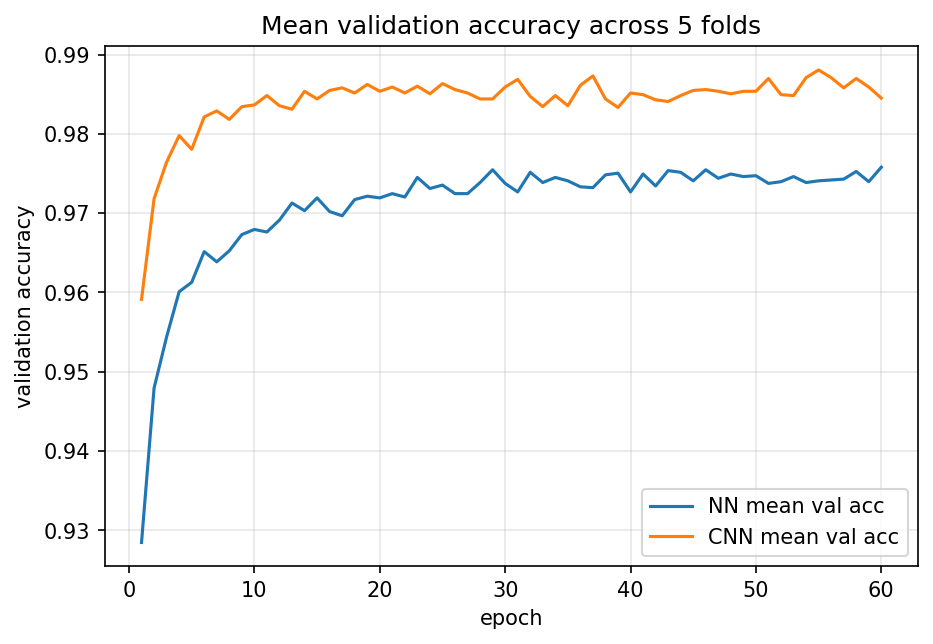 Mean validation accuracy across 5 folds
0.99
0.98
0.97
0.96
0.95
0.94
0.93
validation accuracy
NN mean val acc
CNN mean val acc
0 10 20 30 40 50 60
epoch